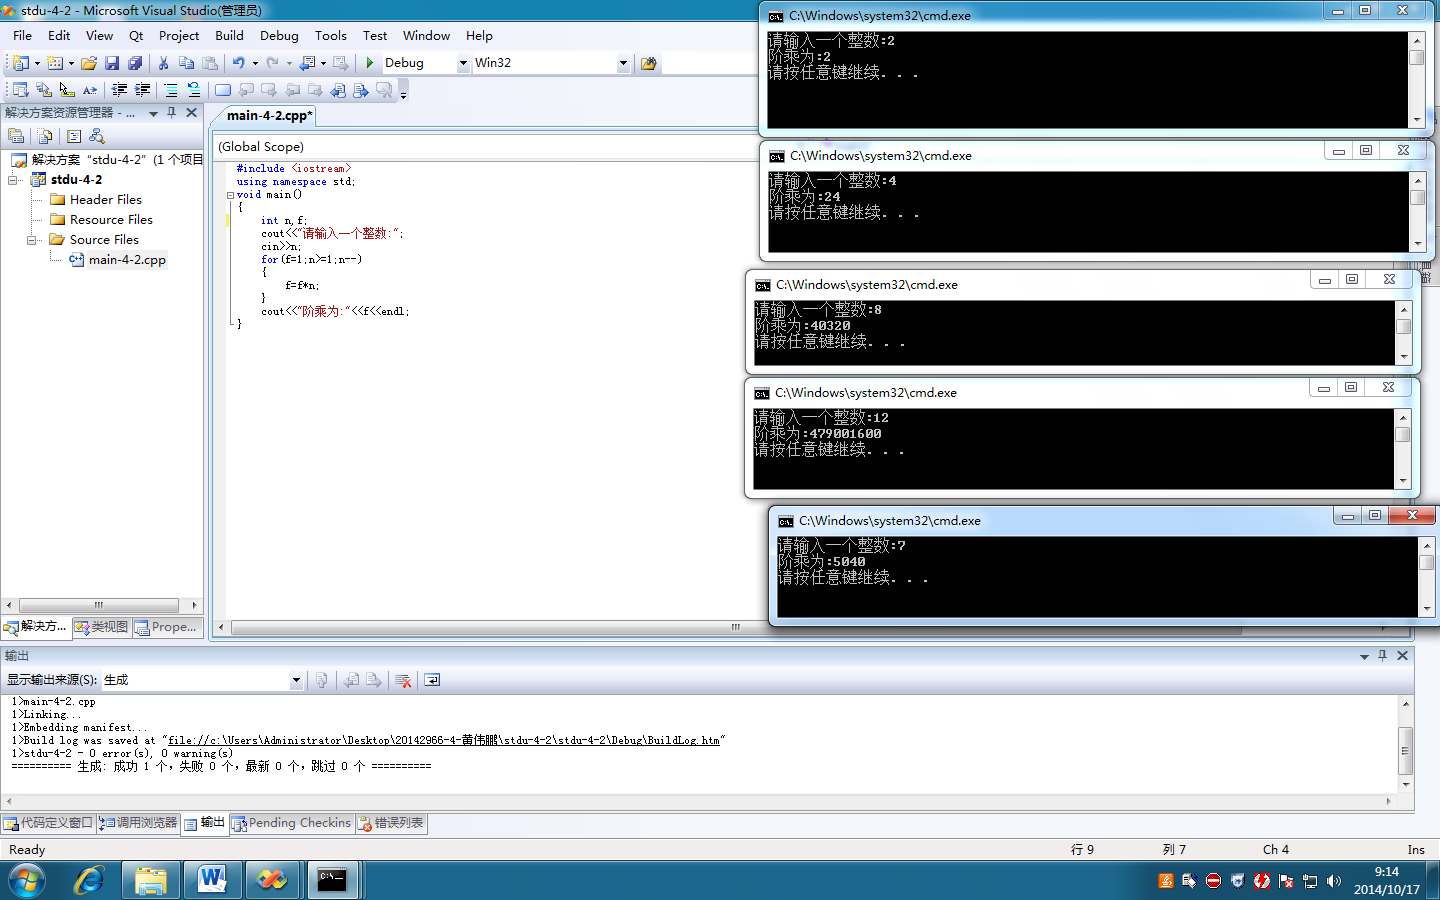 stdu-4-2 - Microsoft Visual Studio(管理员)
File Edit View Qt Project Build Debug Tools Test Window Help
Debug Win32
解决方案资源管理器 - ...
解决方案 "stdu-4-2" (1 个项目
stdu-4-2
Header Files
Resource Files
Source Files
main-4-2.cpp
解决方... 类视图 Prope...
main-4-2.cpp*
(Global Scope)
#include <iostream>
using namespace std;
void main()
{
int n,f;
cout<<"请输入一个整数:";
cin>>n;
for(f=1;n>=1;n--)
{
f=f*n;
}
cout<<"阶乘为:"<<f<<endl;
}
C:\Windows\system32\cmd.exe
请输入一个整数:2
阶乘为:2
请按任意键继续. . .
C:\Windows\system32\cmd.exe
请输入一个整数:4
阶乘为:24
请按任意键继续. . .
C:\Windows\system32\cmd.exe
请输入一个整数:8
阶乘为:40320
请按任意键继续. . .
C:\Windows\system32\cmd.exe
请输入一个整数:12
阶乘为:479001600
请按任意键继续. . .
C:\Windows\system32\cmd.exe
请输入一个整数:7
阶乘为:5040
请按任意键继续. . .
输出
显示输出来源(S): 生成
1>main-4-2.cpp
1>Linking...
1>Embedding manifest...
1>Build log was saved at "file://c:\Users\Administrator\Desktop\20142966-4-黄伟鹏\stdu-4-2\stdu-4-2\Debug\BuildLog.htm"
1>stdu-4-2 - 0 error(s), 0 warning(s)
========== 生成: 成功 1 个，失败 0 个，最新 0 个，跳过 0 个 ==========
代码定义窗口 调用浏览器 输出 Pending Checkins 错误列表
Ready 行 9 列 7 Ch 4 Ins
9:14
2014/10/17